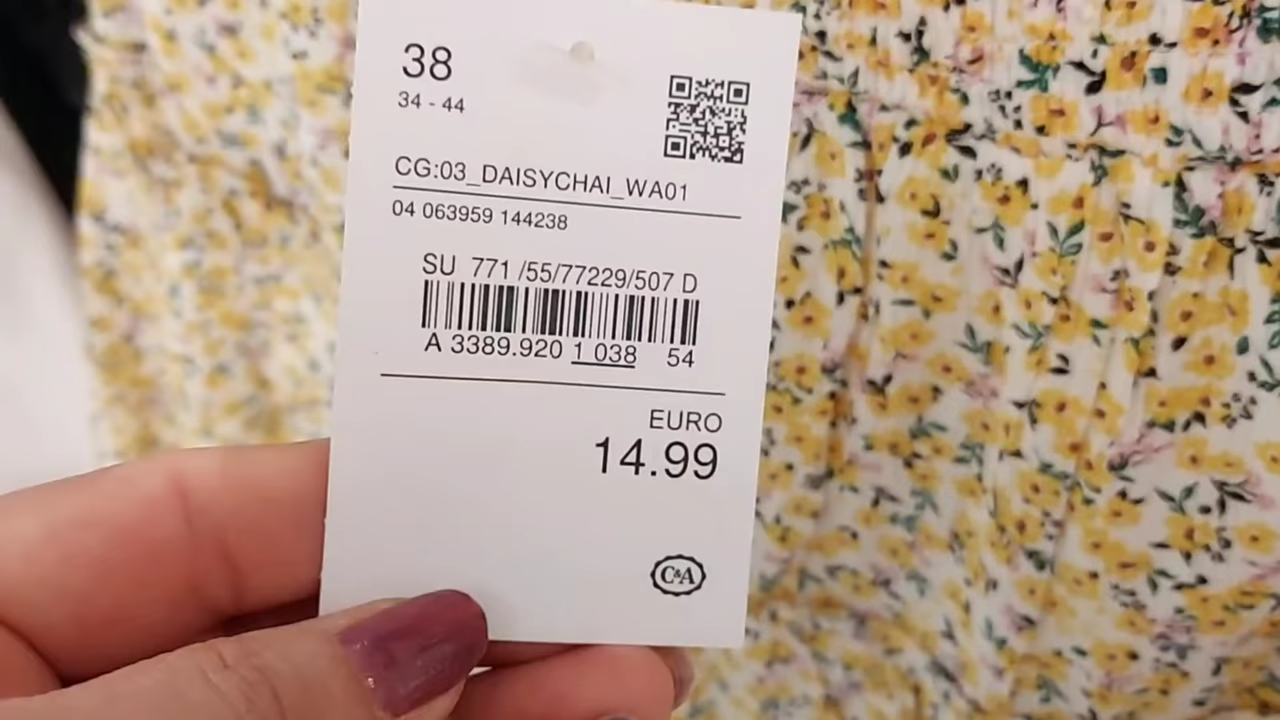 38
34 - 44
CG:03_DAISYCHAI_WA01
04 063959 144238
SU 771 /55/77229/507 D
A 3389.920 1 038 54
EURO
14.99
C&A